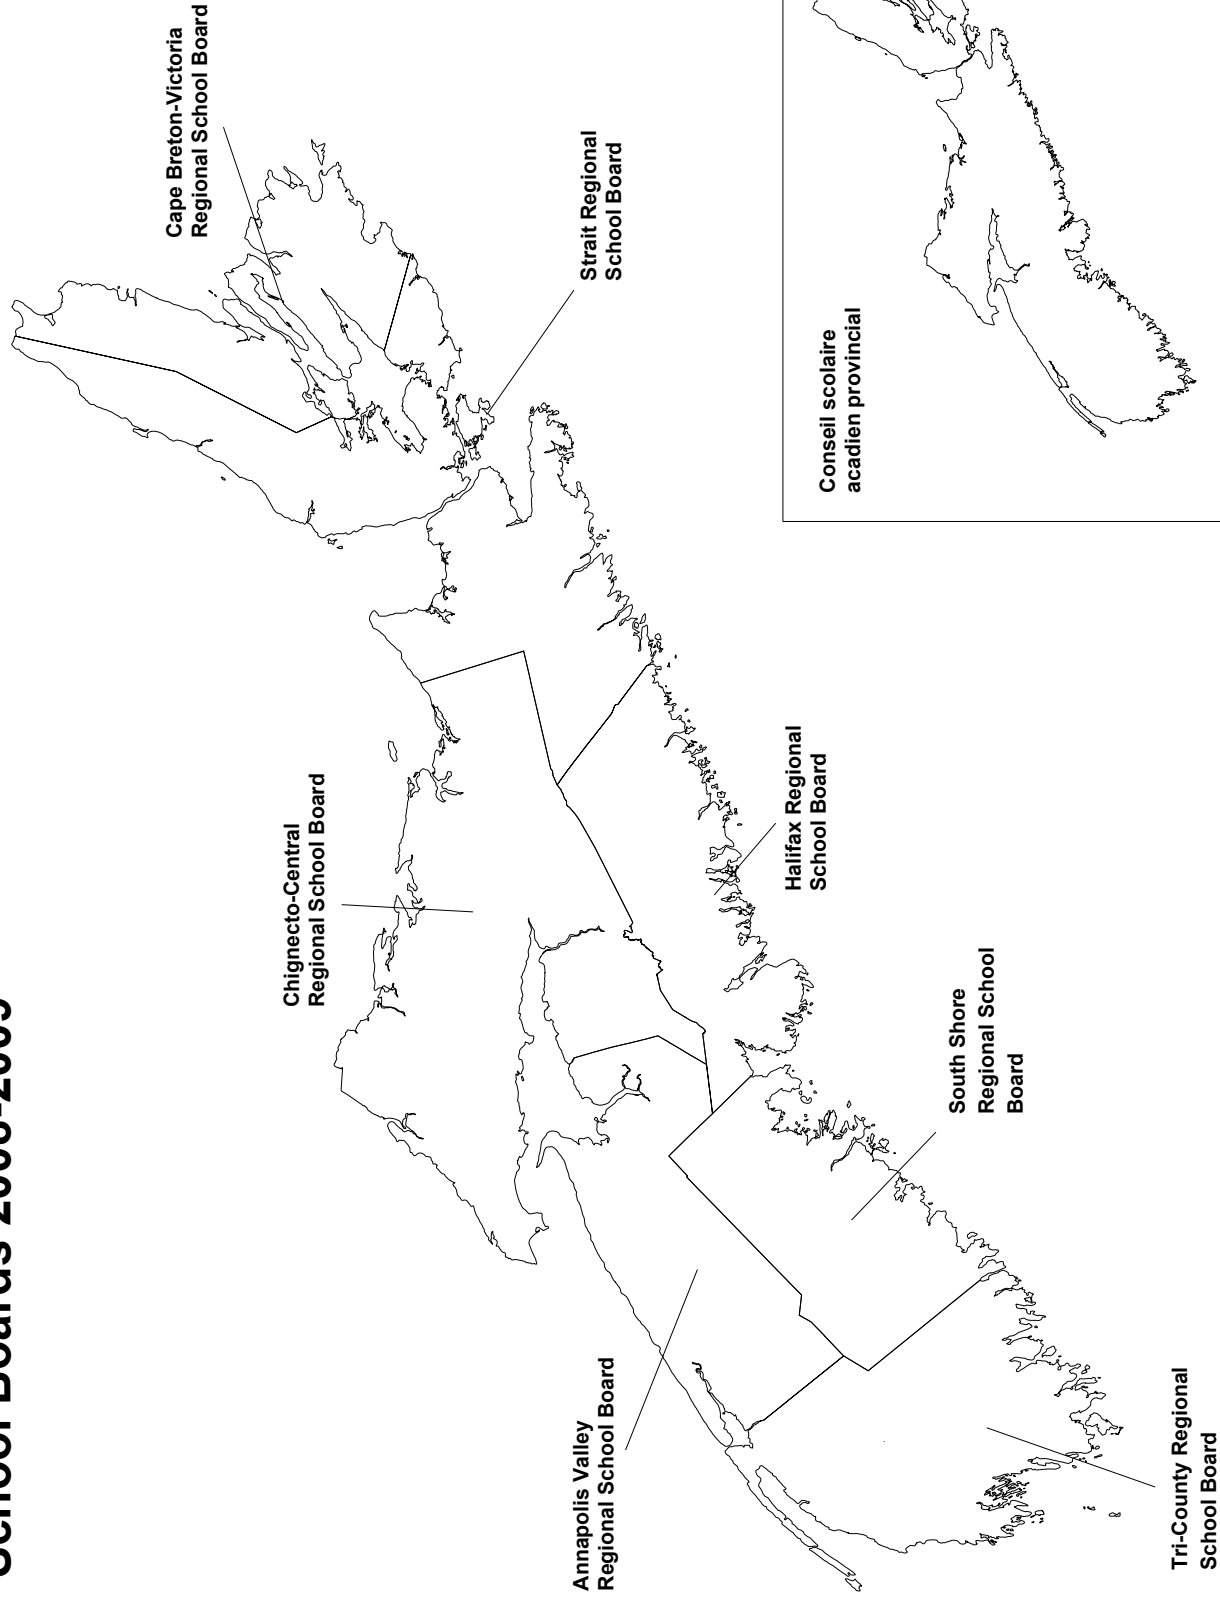 School Boards
Cape Breton-Victoria
Regional School Board
Chignecto-Central
Regional School Board
Annapolis Valley
Regional School Board
Strait Regional
School Board
Halifax Regional
School Board
Conseil scolaire
acadien provincial
South Shore
Regional School
Board
Tri-County Regional
School Board